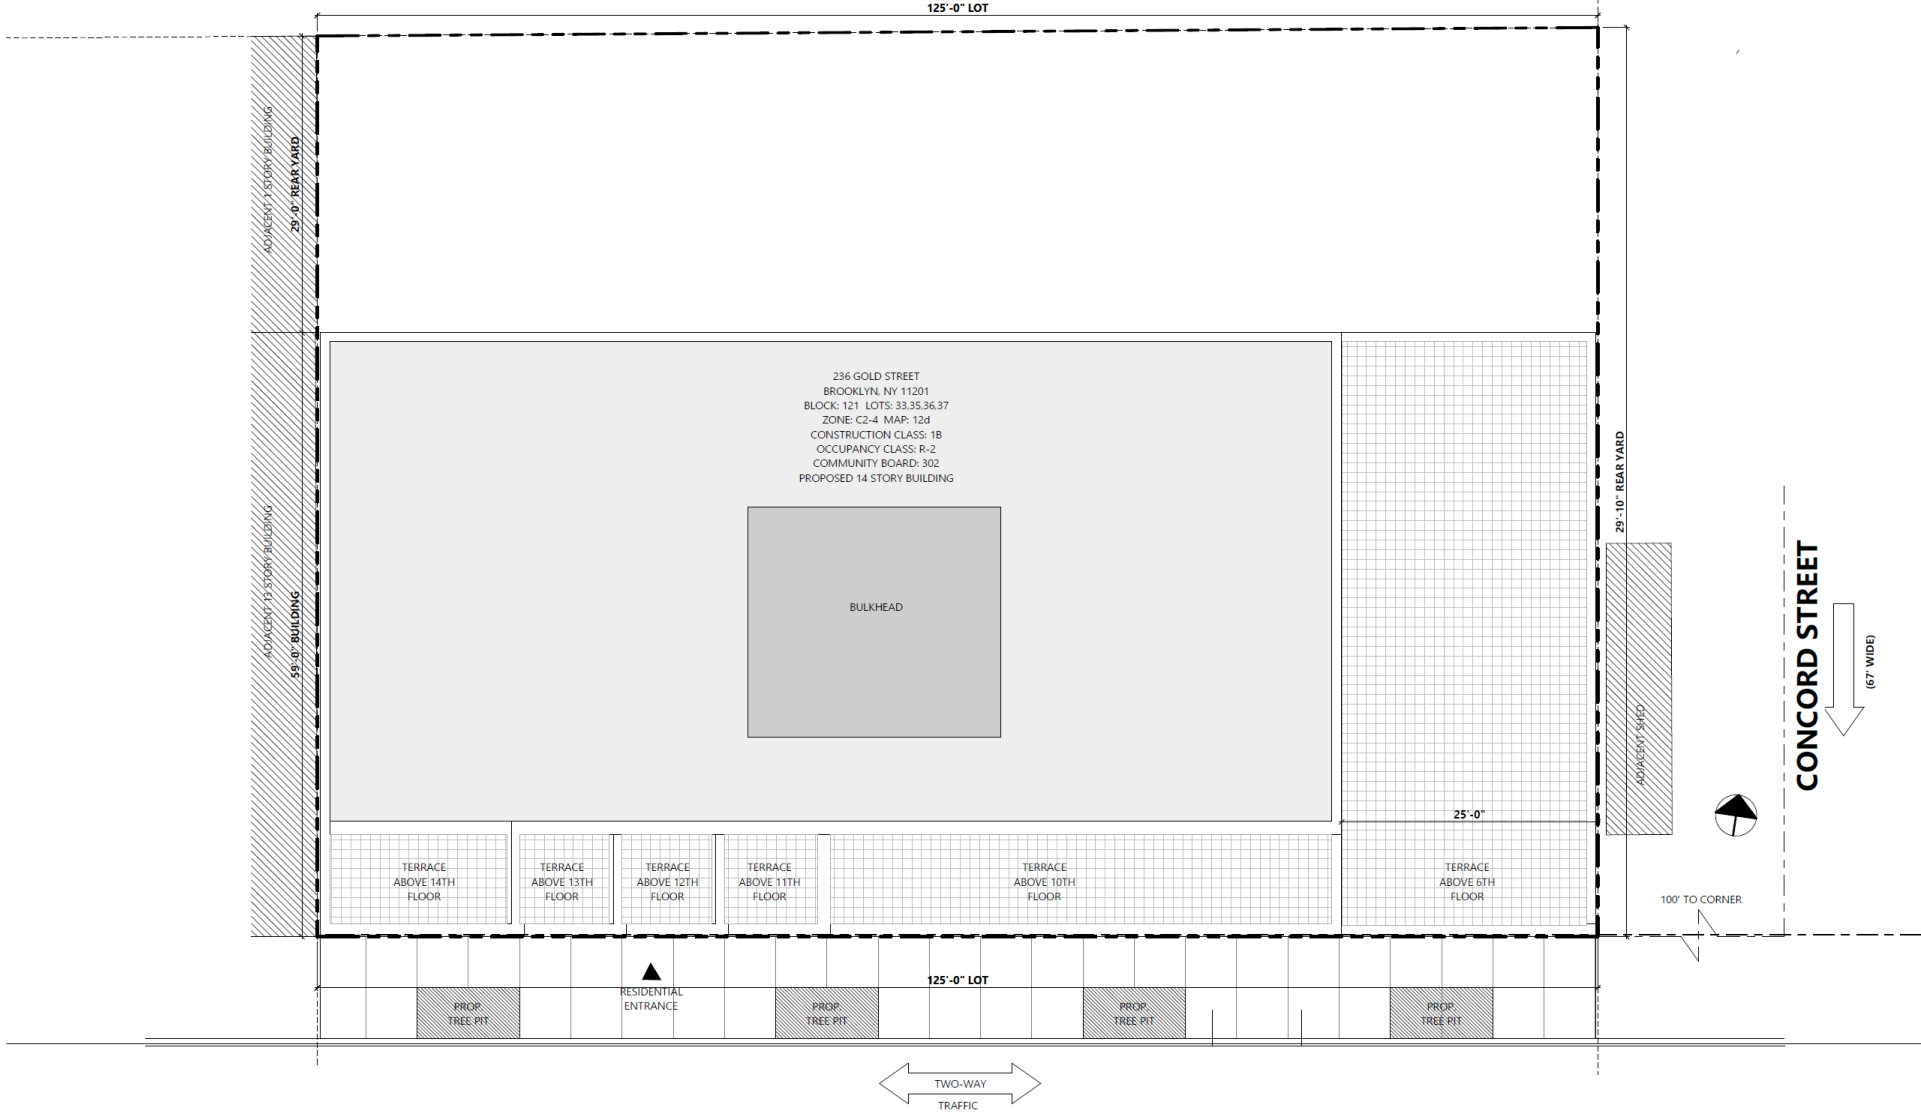 125'-0" LOT
ADJACENT 1 STORY BUILDING
29'-0" REAR YARD
236 GOLD STREET
BROOKLYN, NY 11201
BLOCK: 121 LOTS: 33,35,36,37
ZONE: C2-4 MAP: 12d
CONSTRUCTION CLASS: 1B
OCCUPANCY CLASS: R-2
COMMUNITY BOARD: 302
PROPOSED 14 STORY BUILDING
29'-10" REAR YARD
ADJACENT 13 STORY BUILDING
59'-0" BUILDING
BULKHEAD
ADJACENT SHED
CONCORD STREET
(67' WIDE)
25'-0"
TERRACE
ABOVE 14TH
FLOOR
TERRACE
ABOVE 13TH
FLOOR
TERRACE
ABOVE 12TH
FLOOR
TERRACE
ABOVE 11TH
FLOOR
TERRACE
ABOVE 10TH
FLOOR
TERRACE
ABOVE 6TH
FLOOR
100' TO CORNER
125'-0" LOT
RESIDENTIAL
ENTRANCE
PROP.
TREE PIT
PROP.
TREE PIT
PROP.
TREE PIT
PROP.
TREE PIT
TWO-WAY
TRAFFIC